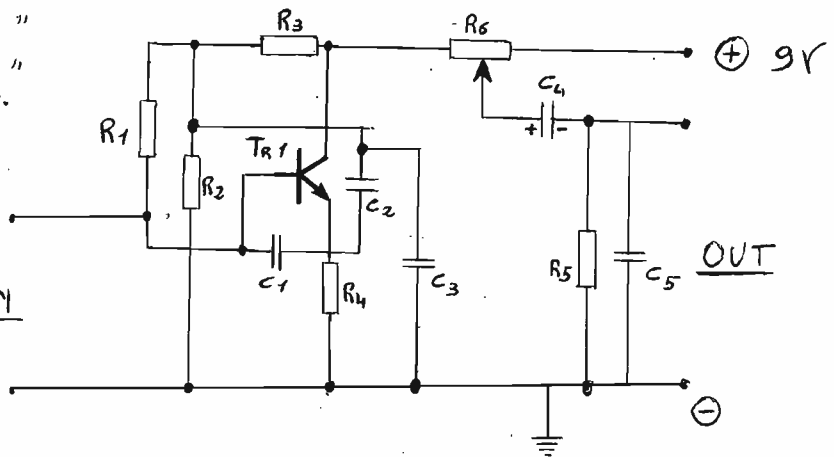 "
"
R3
R6
+ 9V
C4
R1
+ -
TR1
R2
C2
C1
R4
C3
R5
C5
OUT
-